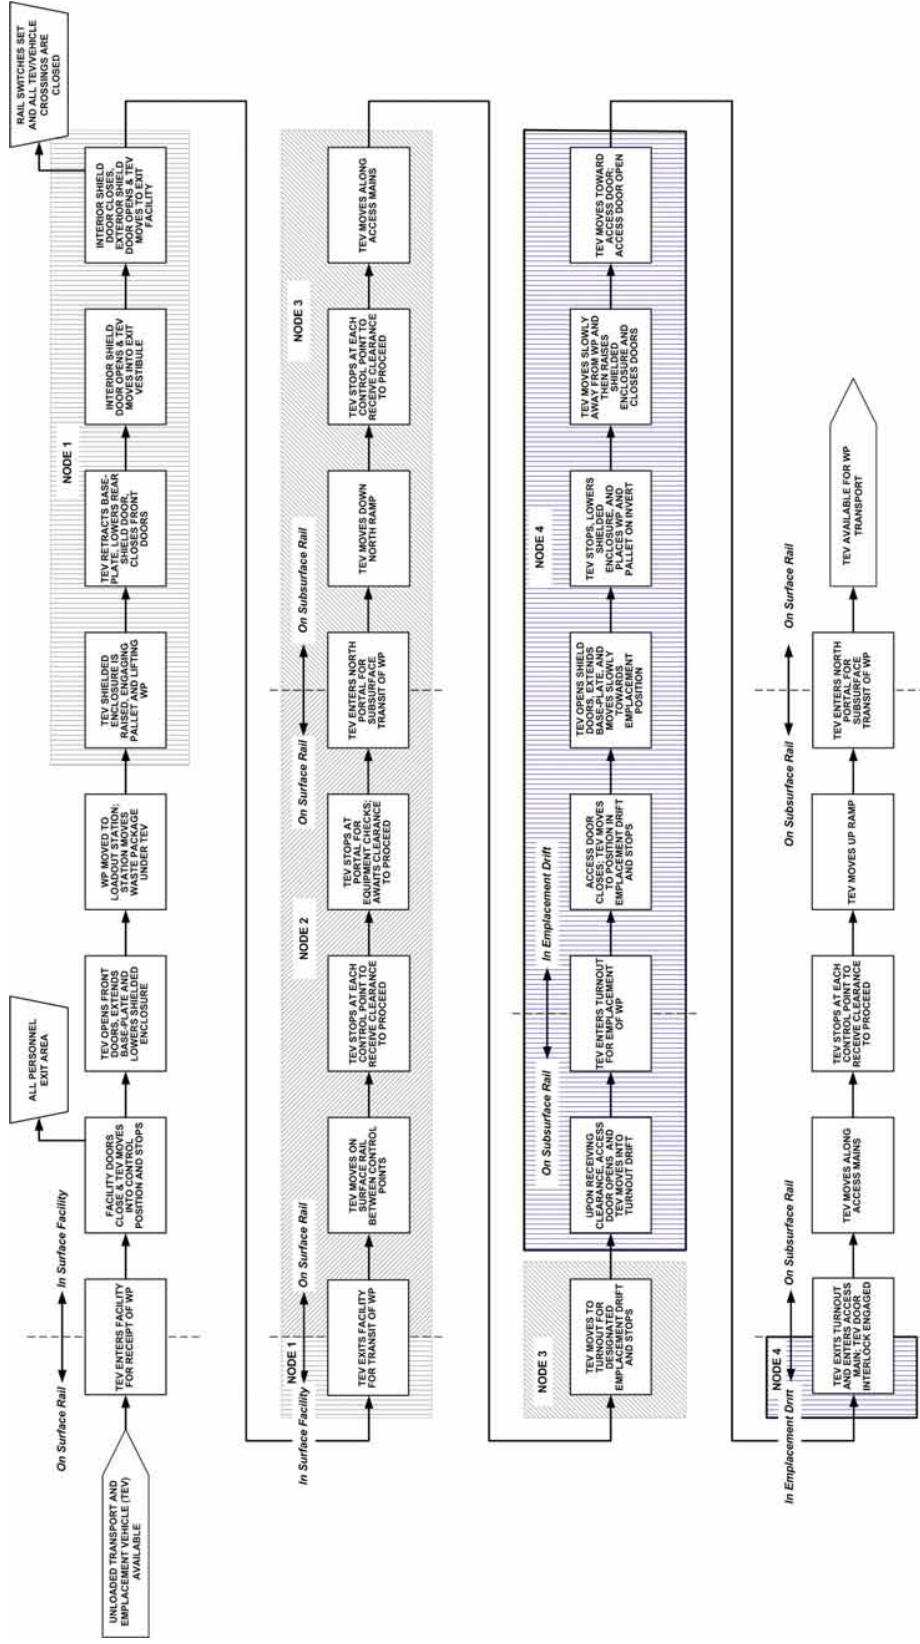 UNLOADED TRANSPORT AND
EMPLACEMENT VEHICLE (TEV)
AVAILABLE
On Surface Rail
In Surface Facility
TEV ENTERS FACILITY
FOR RECEIPT OF WP
FACILITY DOORS
CLOSE & TEV MOVES
INTO CONTROL
POSITION AND STOPS
ALL PERSONNEL
EXIT AREA
TEV OPENS FRONT
DOORS, EXTENDS
BASE-PLATE AND
LOWERS SHIELDED
ENCLOSURE
WP MOVED TO
LOADOUT STATION;
STATION MOVES
WASTE PACKAGE
UNDER TEV
NODE 1
TEV SHIELDED
ENCLOSURE IS
RAISED, ENGAGING
PALLET AND LIFTING
WP
TEV RETRACTS BASE-
PLATE, LOWERS REAR
SHIELD DOOR,
CLOSES FRONT
DOORS
INTERIOR SHIELD
DOOR OPENS & TEV
MOVES INTO EXIT
VESTIBULE
INTERIOR SHIELD
DOOR CLOSES,
EXTERIOR SHIELD
DOOR OPENS & TEV
MOVES TO EXIT
FACILITY
RAIL SWITCHES SET
AND ALL TEV/VEHICLE
CROSSINGS ARE
CLOSED
NODE 1
In Surface Facility
On Surface Rail
TEV EXITS FACILITY
FOR TRANSIT OF WP
TEV MOVES ON
SURFACE RAIL
BETWEEN CONTROL
POINTS
NODE 2
TEV STOPS AT EACH
CONTROL POINT TO
RECEIVE CLEARANCE
TO PROCEED
TEV STOPS AT
PORTAL FOR
EQUIPMENT CHECKS;
AWAITS CLEARANCE
TO PROCEED
On Surface Rail
On Subsurface Rail
TEV ENTERS NORTH
PORTAL FOR
SUBSURFACE
TRANSIT OF WP
TEV MOVES DOWN
NORTH RAMP
NODE 3
TEV STOPS AT EACH
CONTROL POINT TO
RECEIVE CLEARANCE
TO PROCEED
TEV MOVES ALONG
ACCESS MAINS
NODE 3
TEV MOVES TO
TURNOUT FOR
DESIGNATED
EMPLACEMENT DRIFT
AND STOPS
UPON RECEIVING
CLEARANCE, ACCESS
DOOR OPENS AND
TEV MOVES INTO
TURNOUT DRIFT
On Subsurface Rail
In Emplacement Drift
TEV ENTERS TURNOUT
FOR EMPLACEMENT
OF WP
ACCESS DOOR
CLOSES; TEV MOVES
TO POSITION IN
EMPLACEMENT DRIFT
AND STOPS
TEV OPENS SHIELD
DOORS, EXTENDS
BASE-PLATE, AND
MOVES SLOWLY
TOWARDS
EMPLACEMENT
POSITION
NODE 4
TEV STOPS, LOWERS
SHIELDED
ENCLOSURE, AND
PLACES WP AND
PALLET ON INVERT
TEV MOVES SLOWLY
AWAY FROM WP AND
THEN RAISES
SHIELDED
ENCLOSURE AND
CLOSES DOORS
TEV MOVES TOWARD
ACCESS DOOR;
ACCESS DOOR OPEN
NODE 4
In Emplacement Drift
On Subsurface Rail
TEV EXITS TURNOUT
AND ENTERS ACCESS
MAIN; TEV DOOR
INTERLOCK ENGAGED
TEV MOVES ALONG
ACCESS MAINS
TEV STOPS AT EACH
CONTROL POINT TO
RECEIVE CLEARANCE
TO PROCEED
TEV MOVES UP RAMP
On Subsurface Rail
On Surface Rail
TEV ENTERS NORTH
PORTAL FOR
SUBSURFACE
TRANSIT OF WP
TEV AVAILABLE FOR WP
TRANSPORT